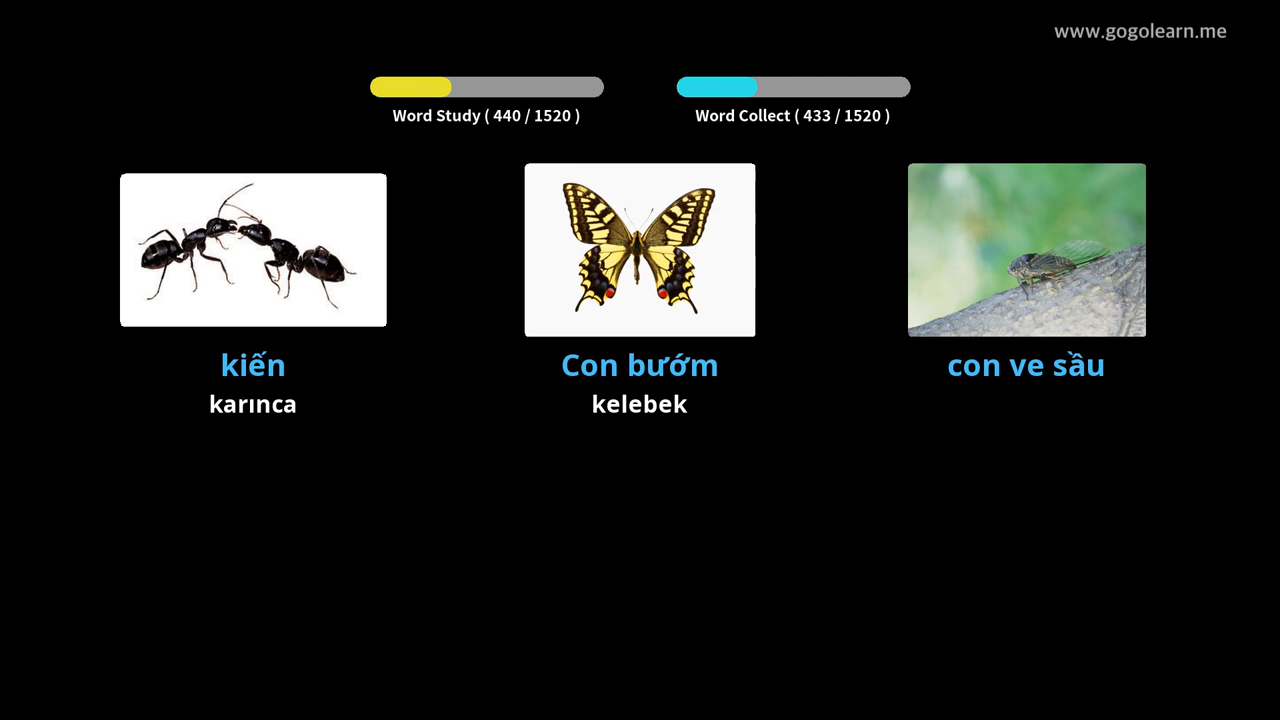 www.gogolearn.me
Word Study ( 440 / 1520 )
Word Collect ( 433 / 1520 )
kiến
Con bướm
con ve sầu
karınca
kelebek